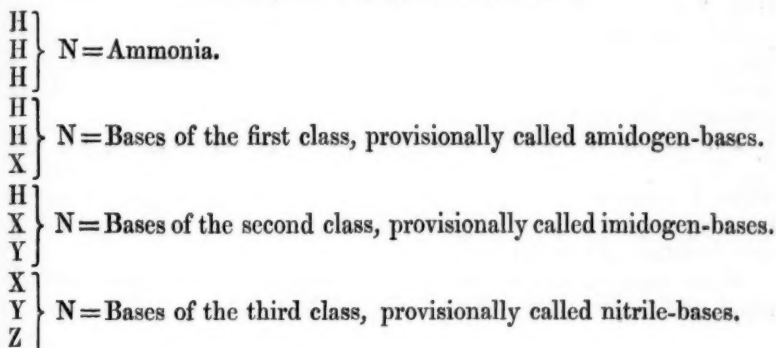 H
H } N=Ammonia.
H
H
H } N=Bases of the first class, provisionally called amidogen-bases.
X
H
X } N=Bases of the second class, provisionally called imidogen-bases.
Y
X
Y } N=Bases of the third class, provisionally called nitrile-bases.
Z